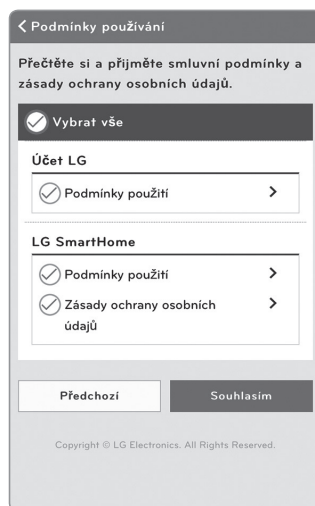 Podmínky používání
Přečtěte si a přijměte smluvní podmínky a
zásady ochrany osobních údajů.
Vybrat vše
Účet LG
Podmínky použití
LG SmartHome
Podmínky použití
Zásady ochrany osobních
údajů
Předchozí
Souhlasím
Copyright © LG Electronics. All Rights Reserved.